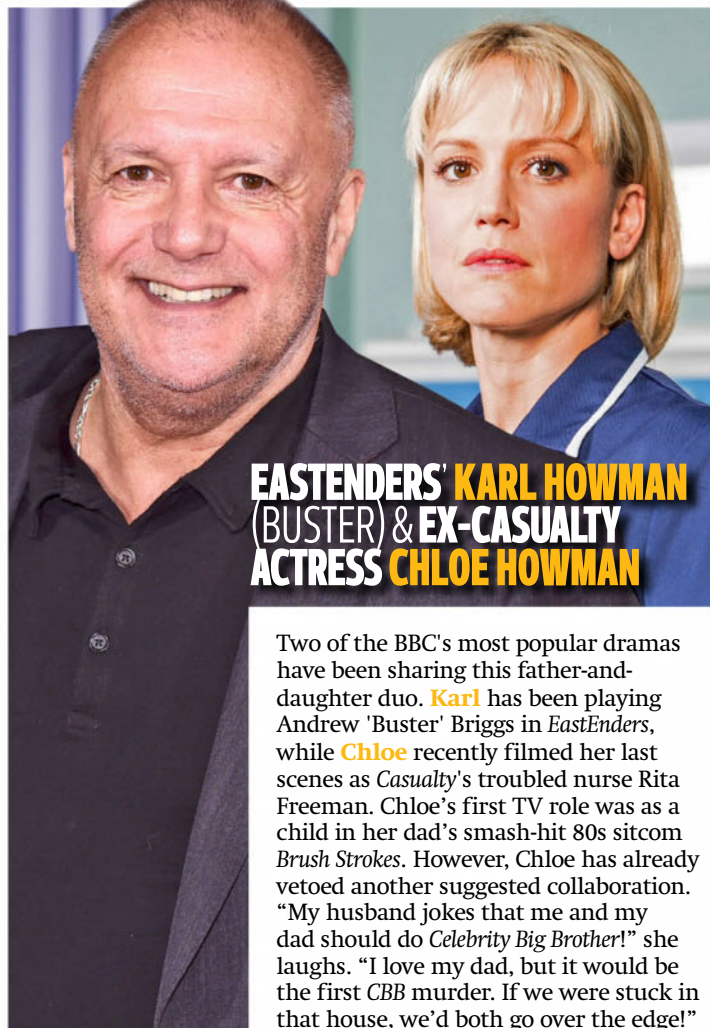 EASTENDERS' KARL HOWMAN
(BUSTER) & EX-CASUALTY
ACTRESS CHLOE HOWMAN
Two of the BBC's most popular dramas
have been sharing this father-and-
daughter duo. Karl has been playing
Andrew 'Buster' Briggs in EastEnders,
while Chloe recently filmed her last
scenes as Casualty's troubled nurse Rita
Freeman. Chloe’s first TV role was as a
child in her dad’s smash-hit 80s sitcom
Brush Strokes. However, Chloe has already
vetoed another suggested collaboration.
“My husband jokes that me and my
dad should do Celebrity Big Brother!” she
laughs. “I love my dad, but it would be
the first CBB murder. If we were stuck in
that house, we’d both go over the edge!”